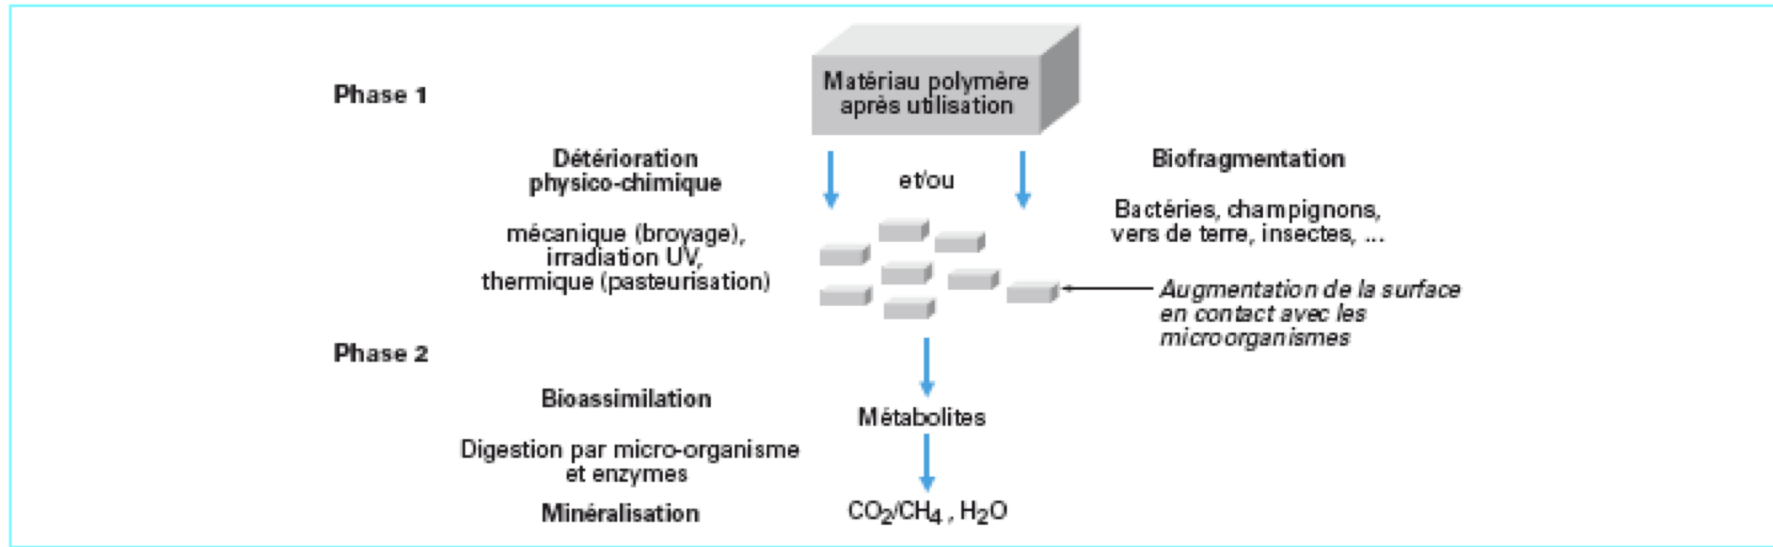 Matériau polymère
après utilisation
Phase 1
Détérioration
physico-chimique
et/ou
Biofragmentation
mécanique (broyage),
irradiation UV,
thermique (pasteurisation)
Bactéries, champignons,
vers de terre, insectes, ...
Augmentation de la surface
en contact avec les
microorganismes
Phase 2
Bioassimilation
Métabolites
Digestion par micro-organisme
et enzymes
Minéralisation
CO2/CH4 , H2O